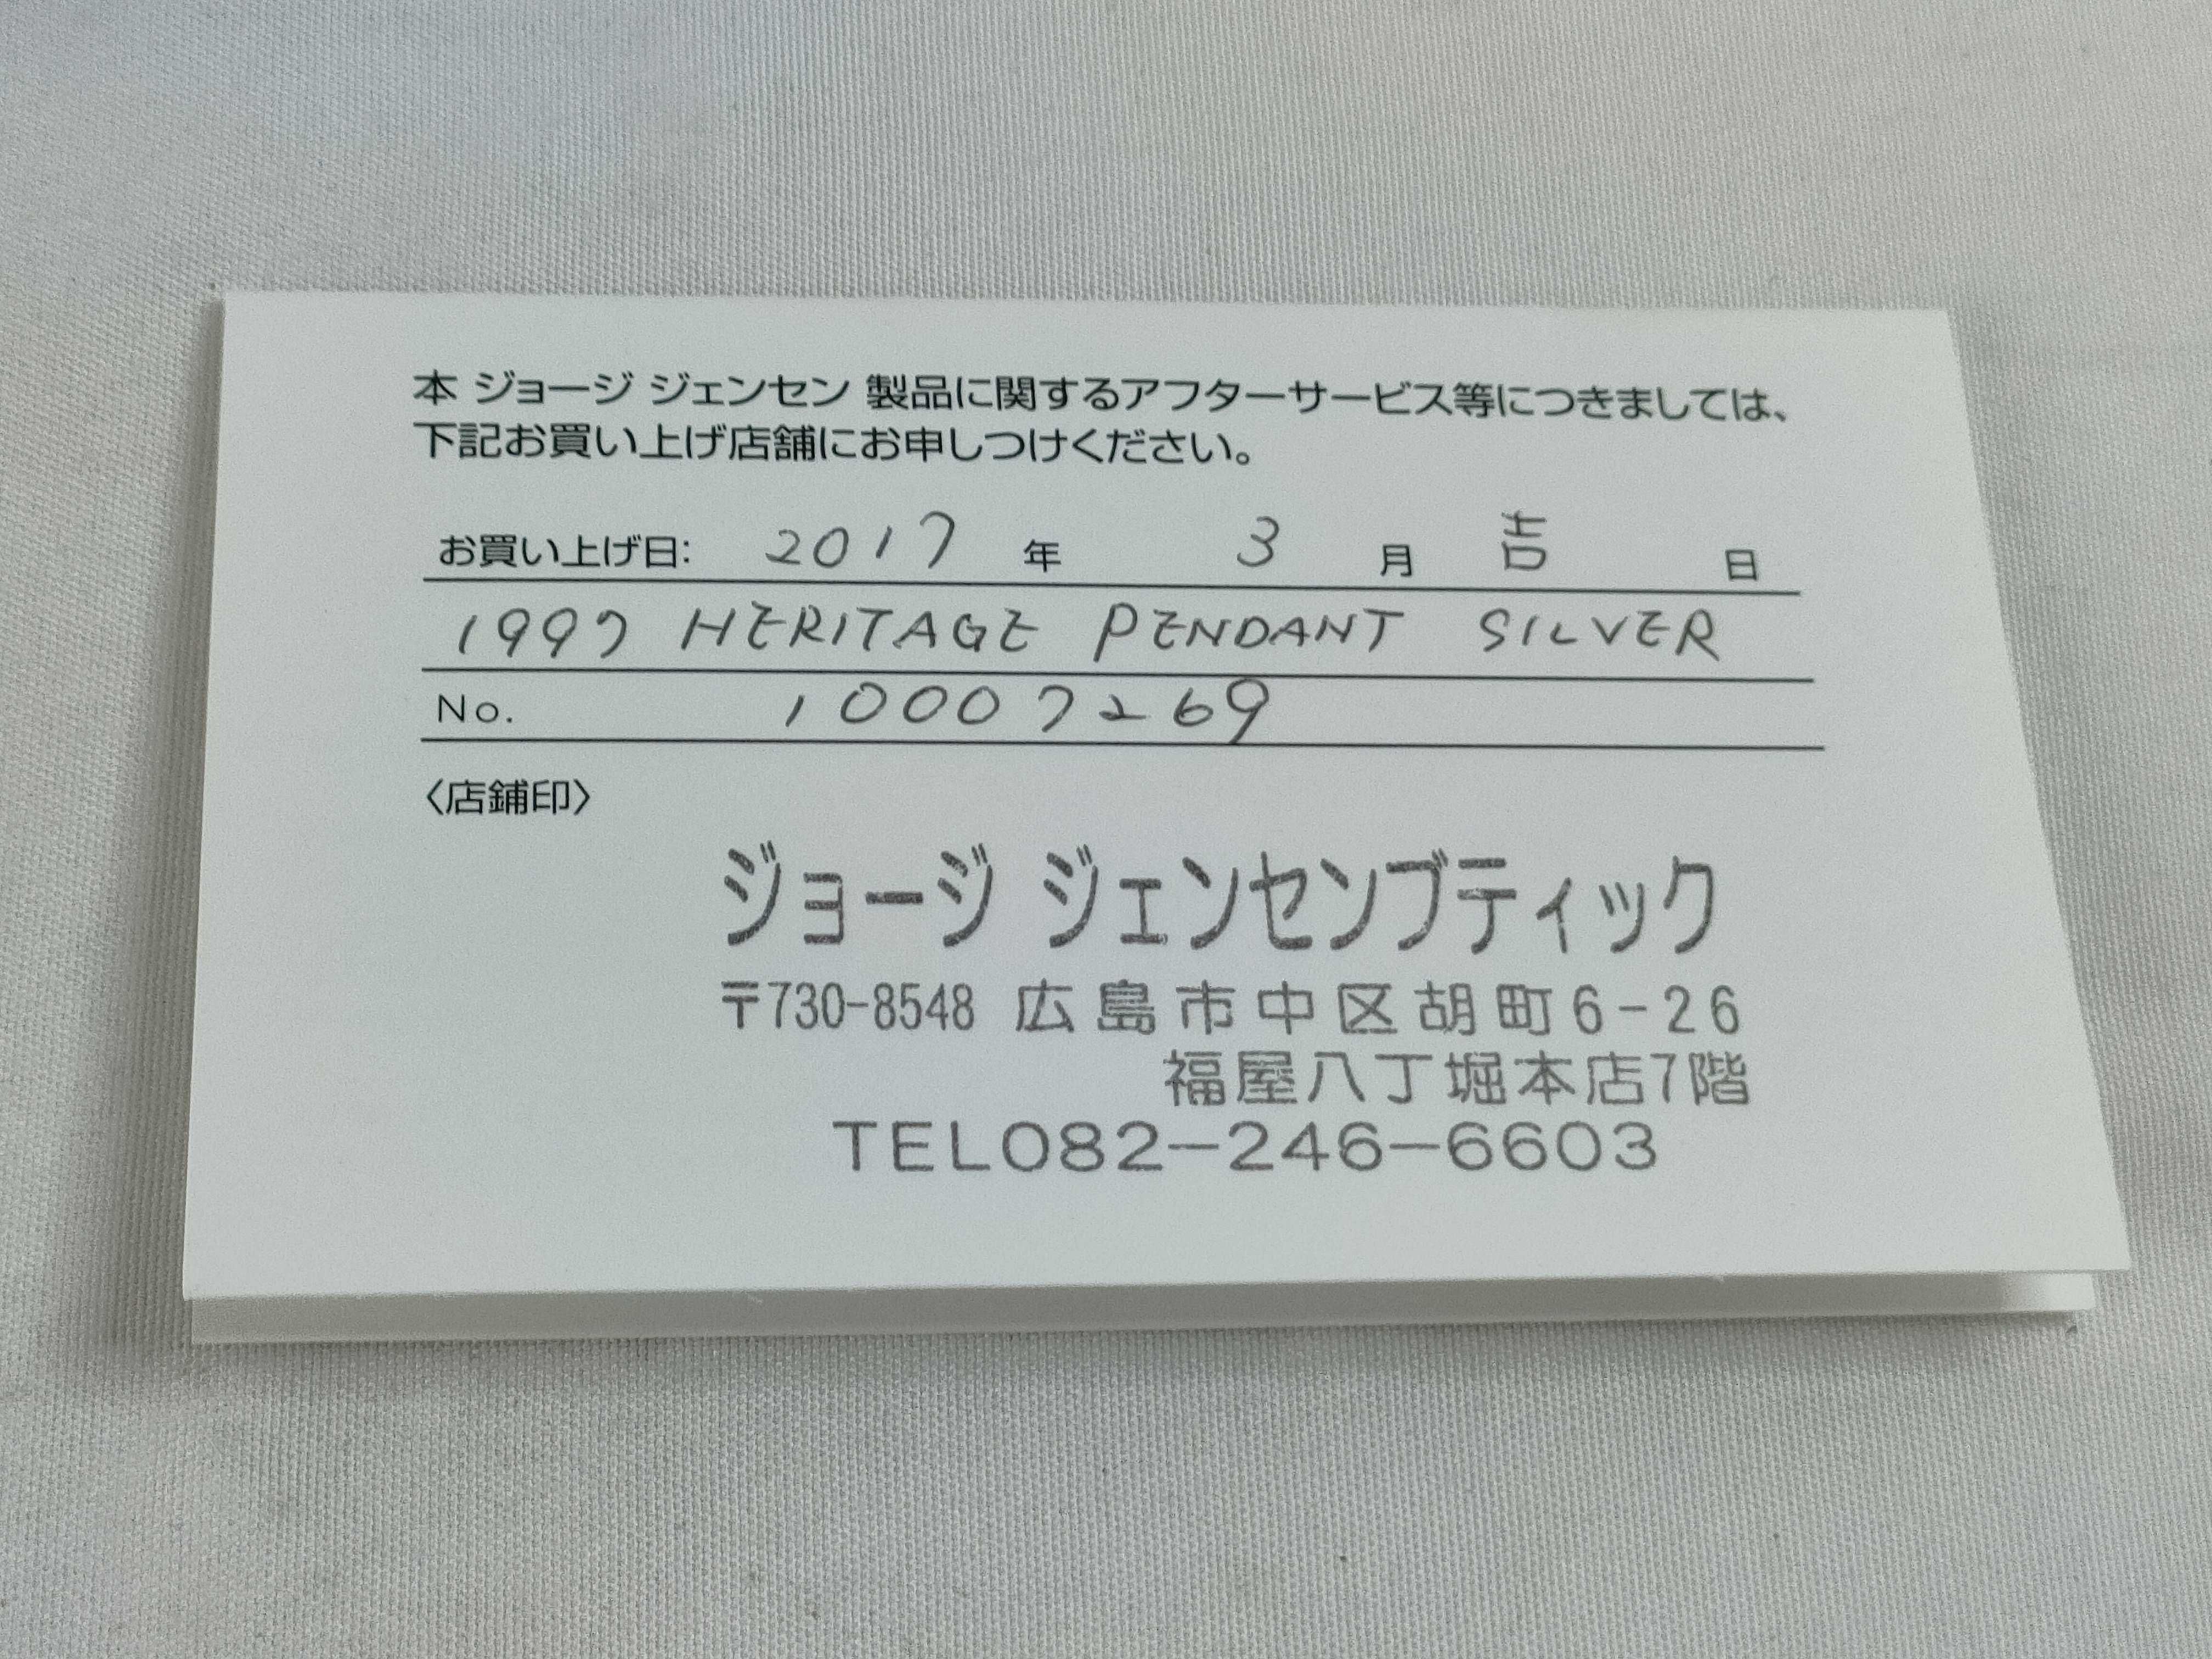 本 ジョージ ジェンセン 製品に関するアフターサービス等につきましては、
下記お買い上げ店舗にお申しつけください。
お買い上げ日: 2017 年 3 月 吉 日
1997 HERITAGE PENDANT SILVER
No. 10007269
〈店舗印〉
ジョージ ジェンセンブティック
〒730-8548 広島市中区胡町6-26
福屋八丁堀本店7階
TEL082-246-6603